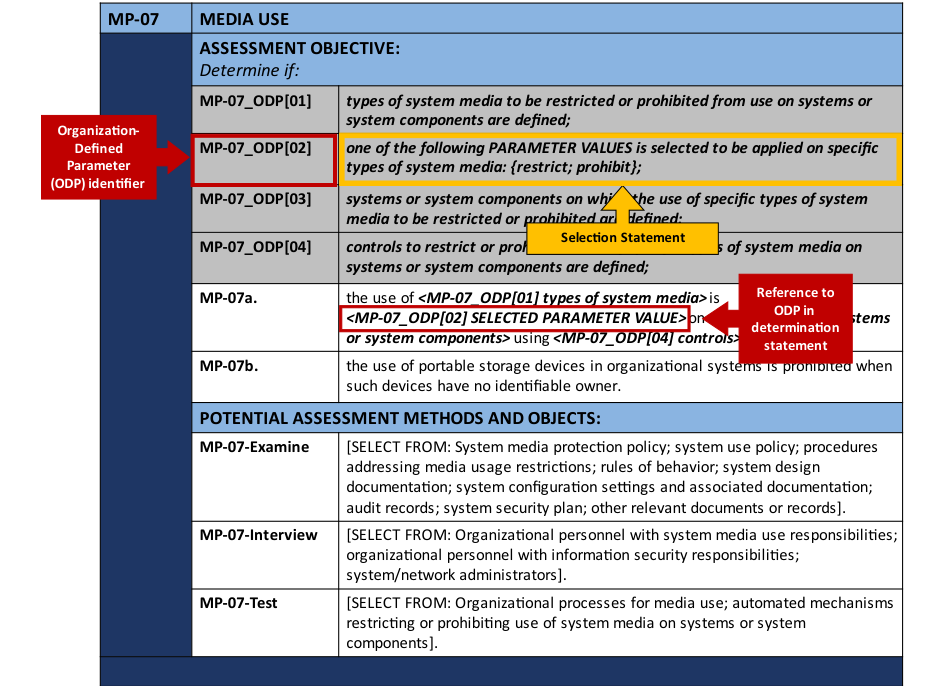 MP-07 MEDIA USE
ASSESSMENT OBJECTIVE:
Determine if:
MP-07_ODP[01] types of system media to be restricted or prohibited from use on systems or
system components are defined;
Organization-
Defined
Parameter
(ODP) identifier
MP-07_ODP[02] one of the following PARAMETER VALUES is selected to be applied on specific
types of system media: {restrict; prohibit};
MP-07_ODP[03] systems or system components on the use of specific types of system
media to be restricted or prohibited defined;
Selection Statement
MP-07_ODP[04] controls to restrict or of system media on
systems or system components are defined;
MP-07a. the use of <MP-07_ODP[01] types of system media> is
<MP-07_ODP[02] SELECTED PARAMETER VALUE> on
or system components> using <MP-07_ODP[04] controls>
Reference to
ODP in
determination
statement
MP-07b. the use of portable storage devices in organizational systems is prohibited when
such devices have no identifiable owner.
POTENTIAL ASSESSMENT METHODS AND OBJECTS:
MP-07-Examine [SELECT FROM: System media protection policy; system use policy; procedures
addressing media usage restrictions; rules of behavior; system design
documentation; system configuration settings and associated documentation;
audit records; system security plan; other relevant documents or records].
MP-07-Interview [SELECT FROM: Organizational personnel with system media use responsibilities;
organizational personnel with information security responsibilities;
system/network administrators].
MP-07-Test [SELECT FROM: Organizational processes for media use; automated mechanisms
restricting or prohibiting use of system media on systems or system
components].